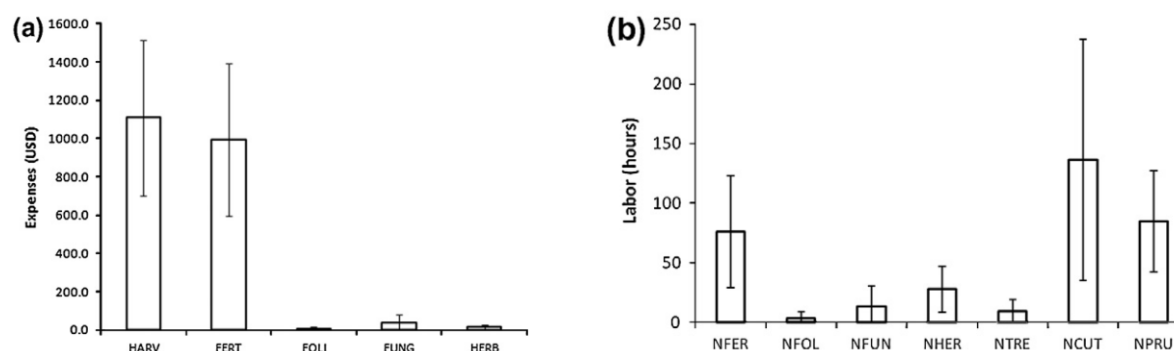 (a)
Expenses (USD)
1600.0
1400.0
1200.0
1000.0
800.0
600.0
400.0
200.0
0.0
HARV FERT FOLI FUNG HERB
(b)
Labor (hours)
250
200
150
100
50
0
NFER NFOL NFUN NHER NTRE NCUT NPRU